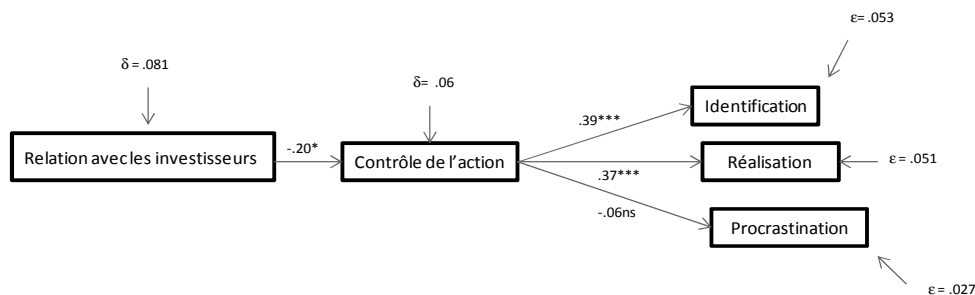 ε= .053
δ = .081
δ= .06
Identification
.39***
Relation avec les investisseurs
-.20*
Contrôle de l'action
Réalisation
ε = .051
.37***
-.06ns
Procrastination
ε = .027